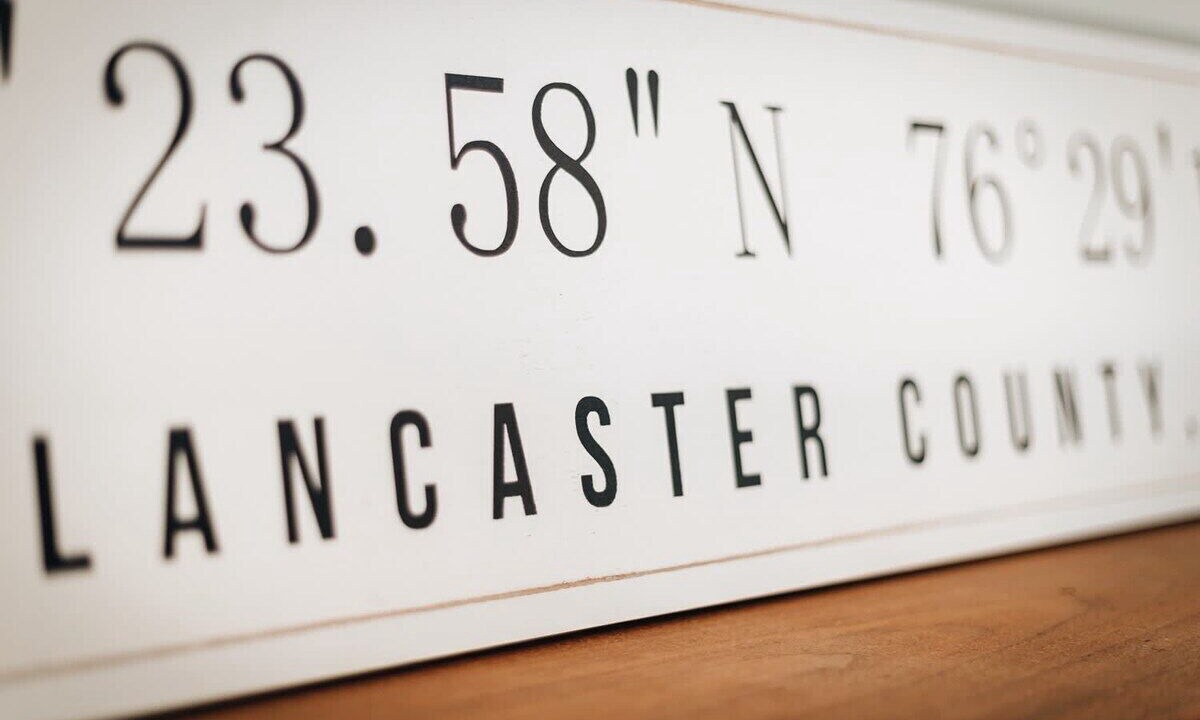 23.58" N 76°29'
LANCASTER COUNTY,